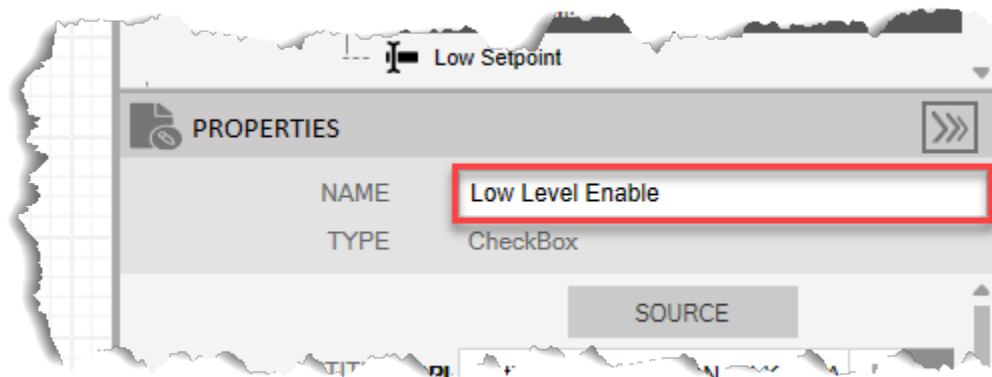 Low Setpoint
PROPERTIES
NAME Low Level Enable
TYPE CheckBox
SOURCE